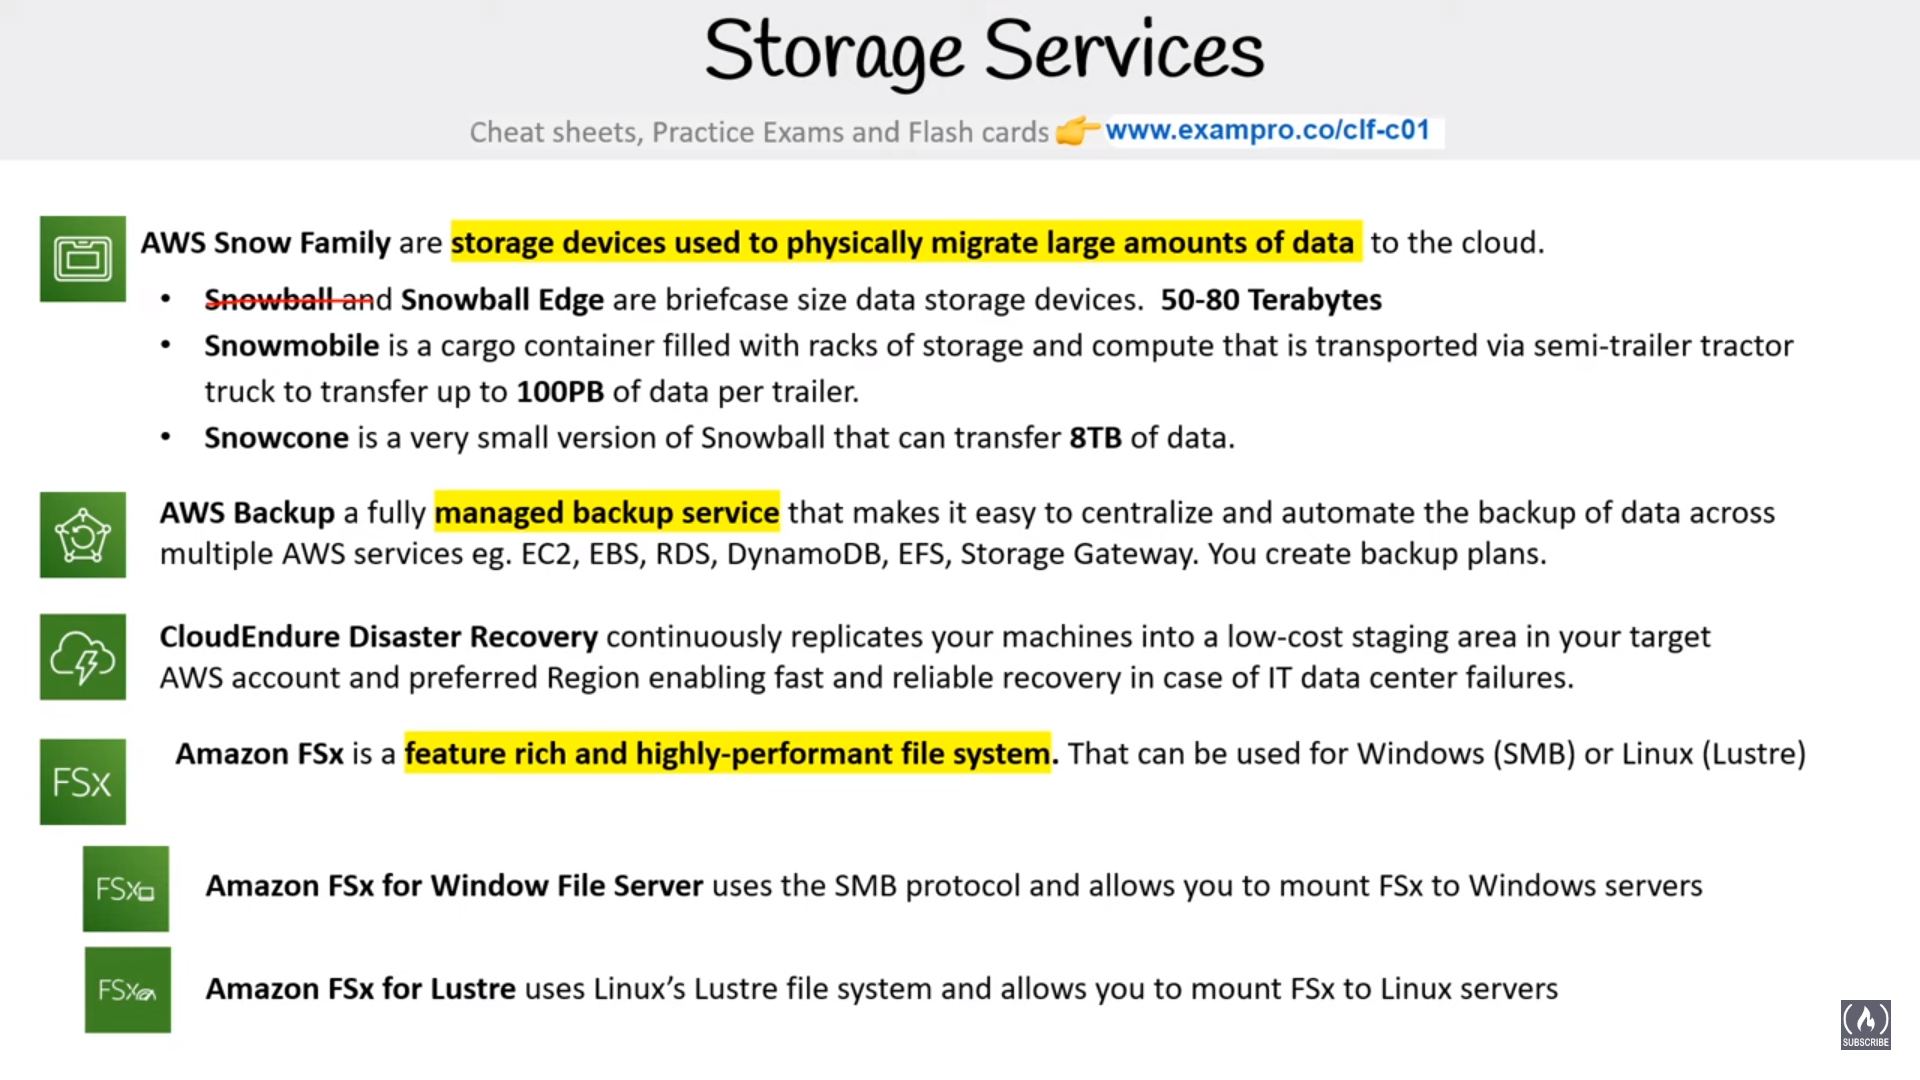 Storage Services
Cheat sheets, Practice Exams and Flash cards 👉 www.exampro.co/clf-c01
AWS Snow Family are storage devices used to physically migrate large amounts of data to the cloud.
• Snowball and Snowball Edge are briefcase size data storage devices. 50-80 Terabytes
• Snowmobile is a cargo container filled with racks of storage and compute that is transported via semi-trailer tractor
truck to transfer up to 100PB of data per trailer.
• Snowcone is a very small version of Snowball that can transfer 8TB of data.
AWS Backup a fully managed backup service that makes it easy to centralize and automate the backup of data across
multiple AWS services eg. EC2, EBS, RDS, DynamoDB, EFS, Storage Gateway. You create backup plans.
CloudEndure Disaster Recovery continuously replicates your machines into a low-cost staging area in your target
AWS account and preferred Region enabling fast and reliable recovery in case of IT data center failures.
FSx
Amazon FSx is a feature rich and highly-performant file system. That can be used for Windows (SMB) or Linux (Lustre)
FSx
Amazon FSx for Window File Server uses the SMB protocol and allows you to mount FSx to Windows servers
FSx
Amazon FSx for Lustre uses Linux’s Lustre file system and allows you to mount FSx to Linux servers
SUBSCRIBE